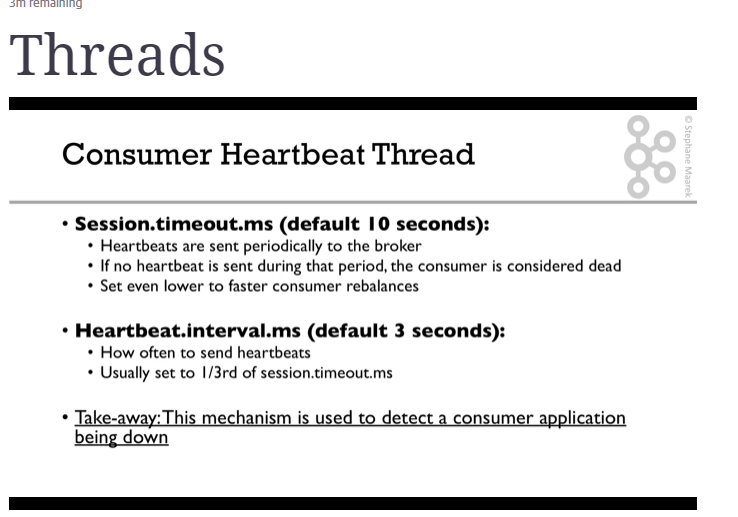 3m remaining
Threads
Consumer Heartbeat Thread
© Stephane Maarek
• Session.timeout.ms (default 10 seconds):
• Heartbeats are sent periodically to the broker
• If no heartbeat is sent during that period, the consumer is considered dead
• Set even lower to faster consumer rebalances
• Heartbeat.interval.ms (default 3 seconds):
• How often to send heartbeats
• Usually set to 1/3rd of session.timeout.ms
• Take-away: This mechanism is used to detect a consumer application
being down